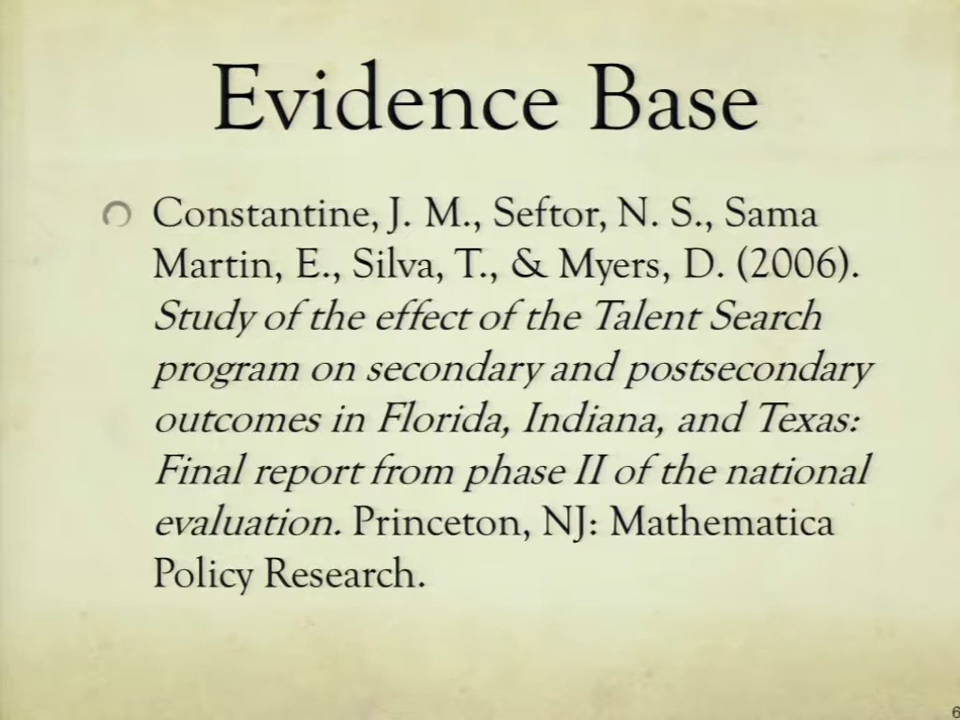 Evidence Base
Constantine, J. M., Seftor, N. S., Sama
Martin, E., Silva, T., & Myers, D. (2006).
Study of the effect of the Talent Search
program on secondary and postsecondary
outcomes in Florida, Indiana, and Texas:
Final report from phase II of the national
evaluation. Princeton, NJ: Mathematica
Policy Research.
6